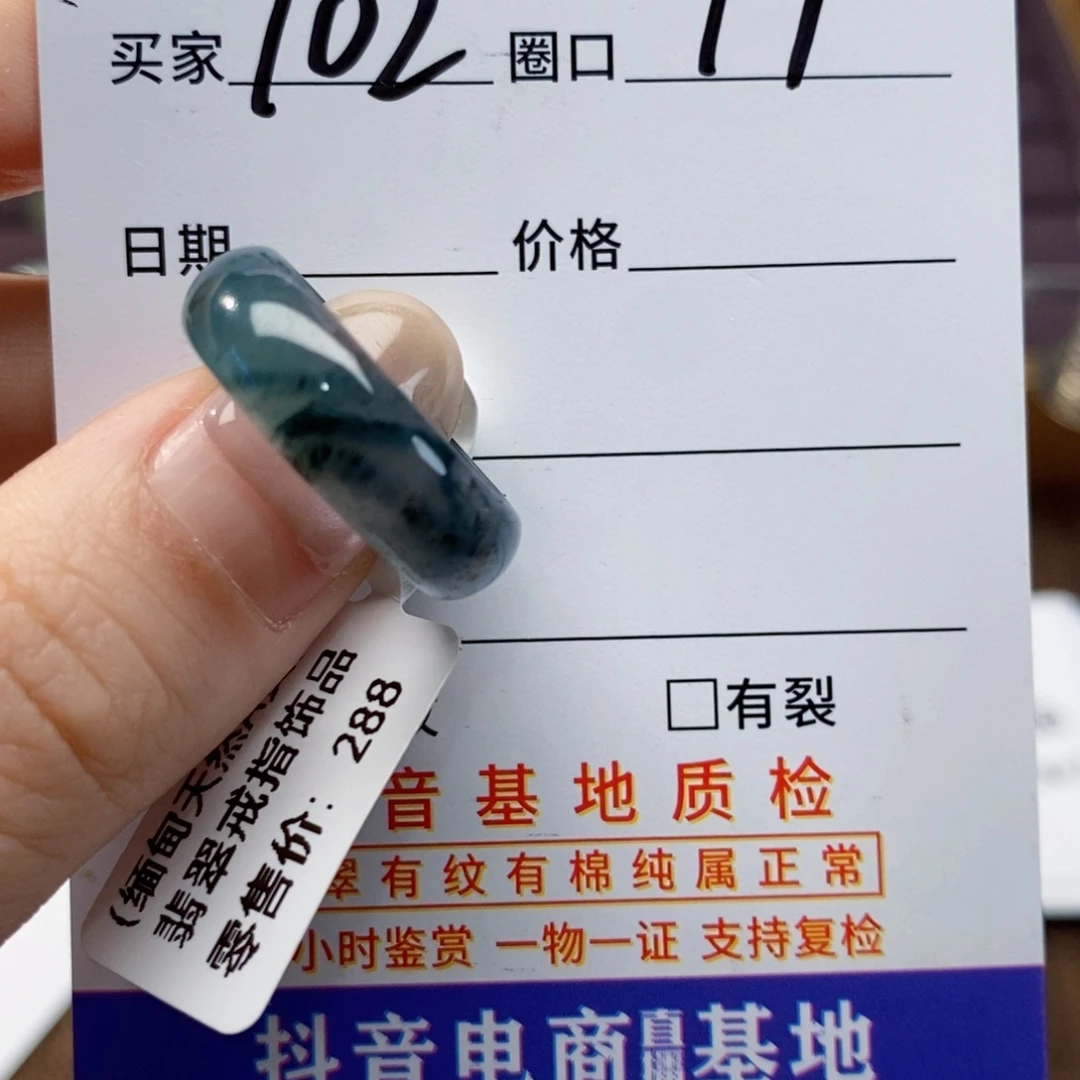 买家 102 圈口
日期 价格
有裂
音基地质检
翠有纹有棉纯属正常
小时鉴赏 一物一证 支持复检
抖音电商直播基地
(缅甸天然
翡翠戒指饰品
零售价: 288